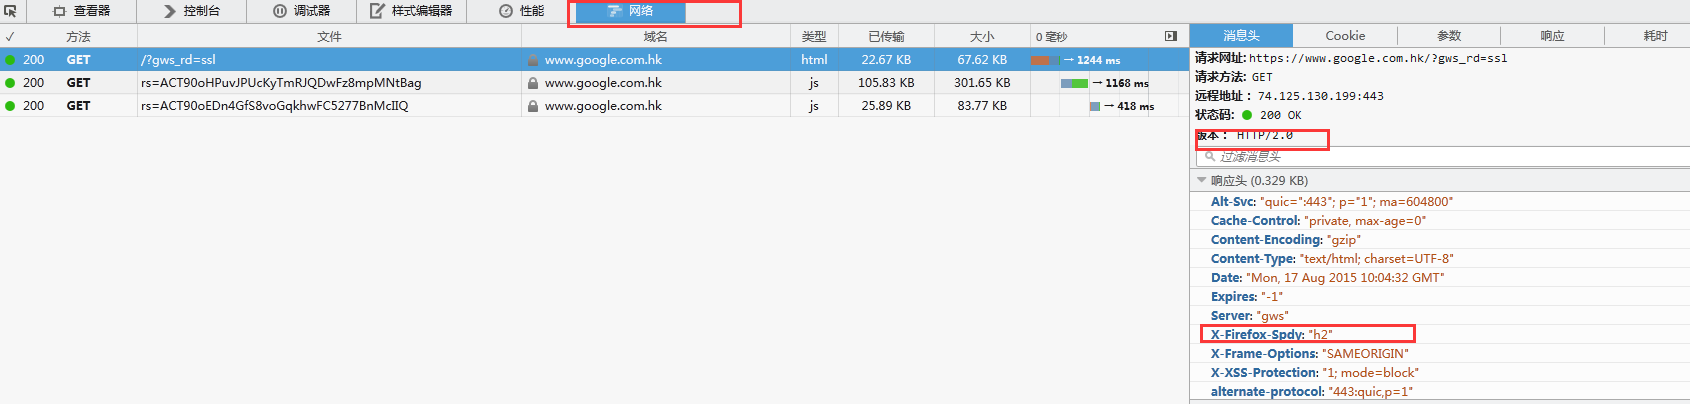 查看器 控制台 调试器 样式编辑器 性能 网络
✓ 方法 文件 域名 类型 已传输 大小 0 毫秒
200 GET /?gws_rd=ssl www.google.com.hk html 22.67 KB 67.62 KB → 1244 ms
200 GET rs=ACT90oHPuvJPUcKyTmRJQDwFz8mpMNtBag www.google.com.hk js 105.83 KB 301.65 KB → 1168 ms
200 GET rs=ACT90oEDn4GfS8voGqkhwFC5277BnMcIIQ www.google.com.hk js 25.89 KB 83.77 KB → 418 ms
消息头 Cookie 参数 响应 耗时
请求网址: https://www.google.com.hk/?gws_rd=ssl
请求方法: GET
远程地址: 74.125.130.199:443
状态码: 200 OK
版本: HTTP/2.0
过滤消息头
响应头 (0.329 KB)
Alt-Svc: "quic=":443"; p="1"; ma=604800"
Cache-Control: "private, max-age=0"
Content-Encoding: "gzip"
Content-Type: "text/html; charset=UTF-8"
Date: "Mon, 17 Aug 2015 10:04:32 GMT"
Expires: "-1"
Server: "gws"
X-Firefox-Spdy: "h2"
X-Frame-Options: "SAMEORIGIN"
X-XSS-Protection: "1; mode=block"
alternate-protocol: "443:quic,p=1"